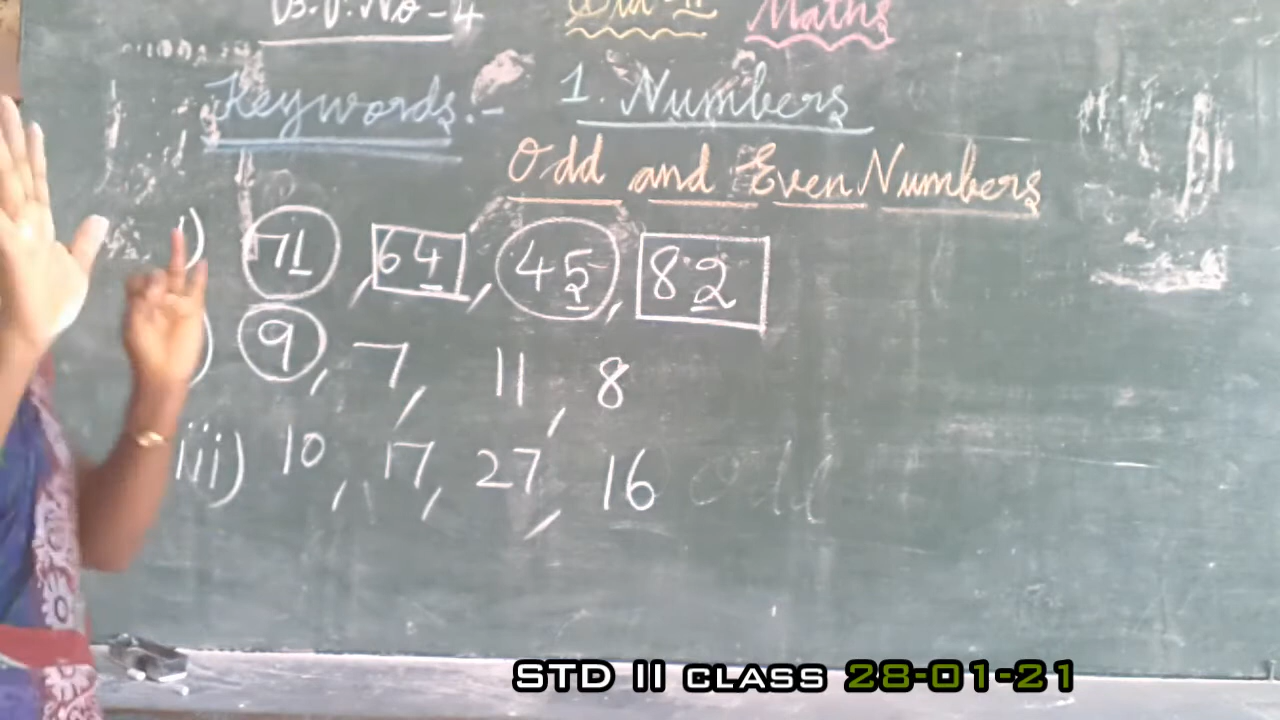 B.V. No - 4 Std - II Maths
Keywords :- 1. Numbers
Odd and Even Numbers
i) 71, 64, 45, 82
) 9, 7, 11, 8
iii) 10, 17, 27, 16 odd
STD II CLASS 28-01-21